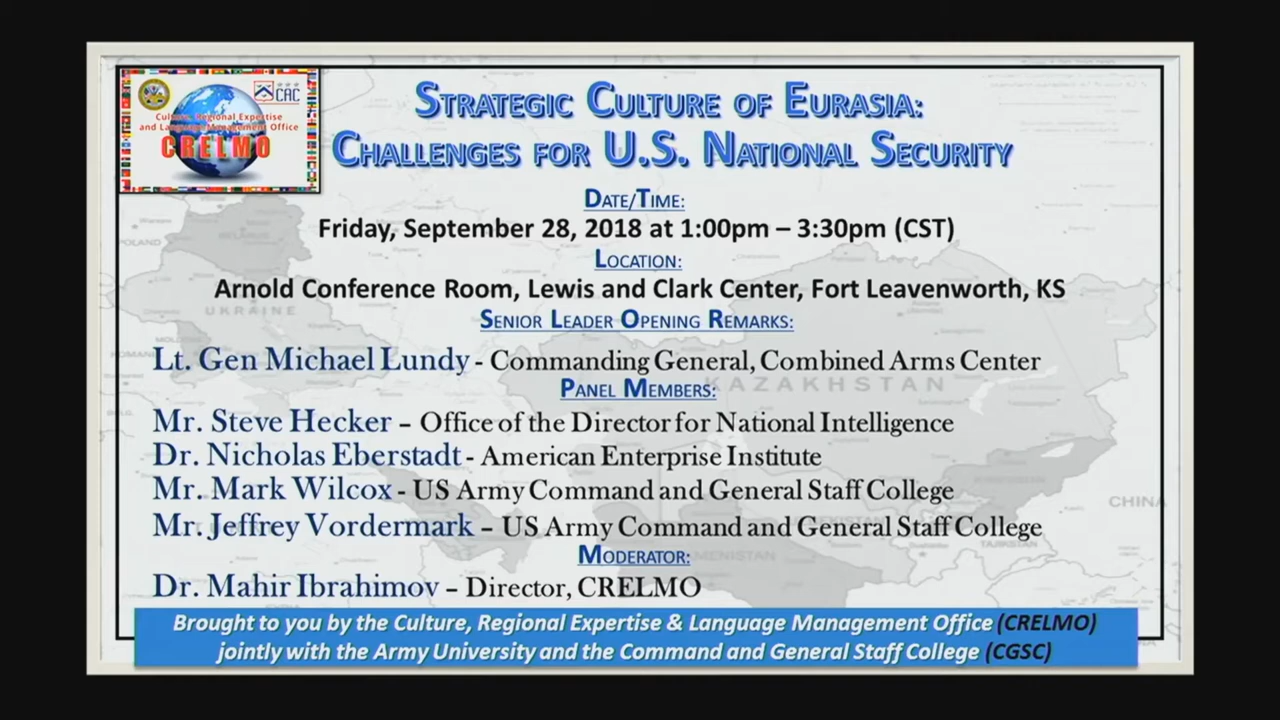 CAC
Culture, Regional Expertise
and Language Management Office
CRELMO
Strategic Culture of Eurasia:
Challenges for U.S. National Security
Date/Time:
Friday, September 28, 2018 at 1:00pm – 3:30pm (CST)
Location:
Arnold Conference Room, Lewis and Clark Center, Fort Leavenworth, KS
Senior Leader Opening Remarks:
Lt. Gen Michael Lundy - Commanding General, Combined Arms Center
Panel Members:
Mr. Steve Hecker – Office of the Director for National Intelligence
Dr. Nicholas Eberstadt - American Enterprise Institute
Mr. Mark Wilcox - US Army Command and General Staff College
Mr. Jeffrey Vordermark – US Army Command and General Staff College
Moderator:
Dr. Mahir Ibrahimov – Director, CRELMO
Brought to you by the Culture, Regional Expertise & Language Management Office (CRELMO)
jointly with the Army University and the Command and General Staff College (CGSC)
POLAND
BELARUS
UKRAINE
KAZAKHSTAN
CHINA
TAJIKISTAN